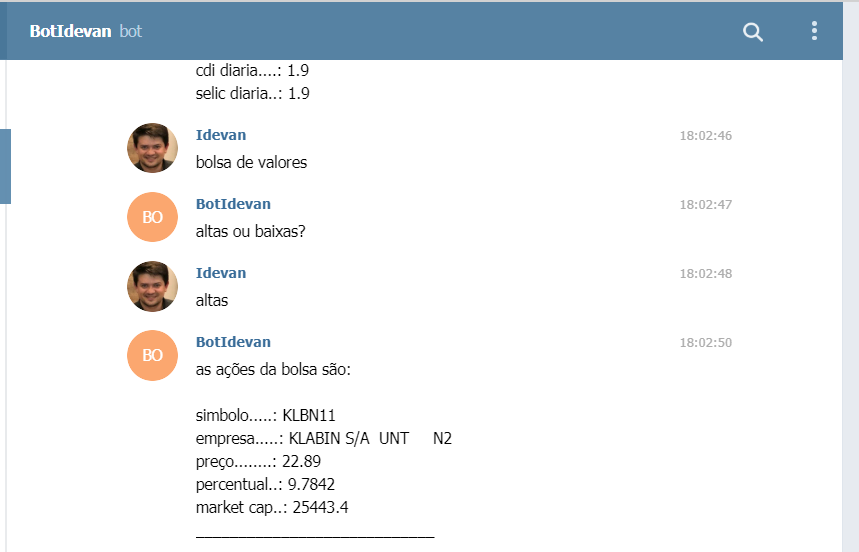 BotIdevan bot
cdi diaria....: 1.9
selic diaria..: 1.9
Idevan 18:02:46
bolsa de valores
BO BotIdevan 18:02:47
altas ou baixas?
Idevan 18:02:48
altas
BO BotIdevan 18:02:50
as ações da bolsa são:
simbolo.....: KLBN11
empresa.....: KLABIN S/A UNT N2
preço........: 22.89
percentual..: 9.7842
market cap..: 25443.4
____________________________